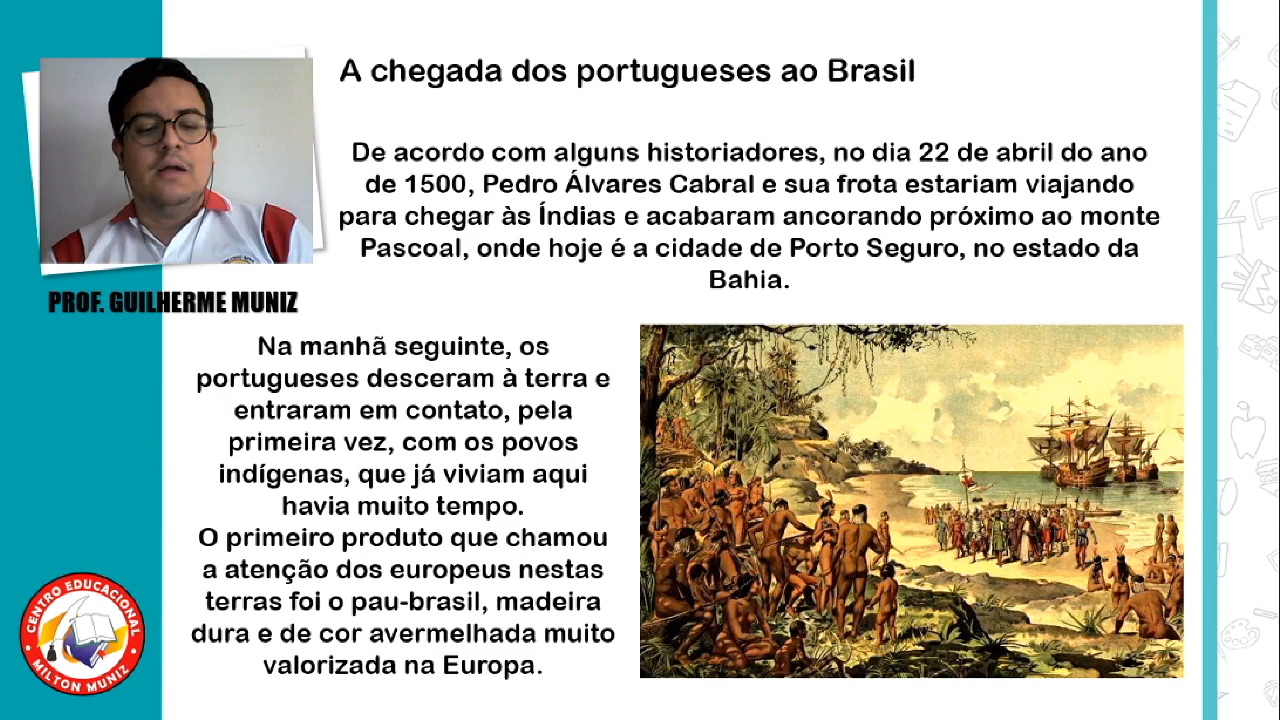 A chegada dos portugueses ao Brasil
De acordo com alguns historiadores, no dia 22 de abril do ano
de 1500, Pedro Álvares Cabral e sua frota estariam viajando
para chegar às Índias e acabaram ancorando próximo ao monte
Pascoal, onde hoje é a cidade de Porto Seguro, no estado da
Bahia.
PROF. GUILHERME MUNIZ
Na manhã seguinte, os
portugueses desceram à terra e
entraram em contato, pela
primeira vez, com os povos
indígenas, que já viviam aqui
havia muito tempo.
O primeiro produto que chamou
a atenção dos europeus nestas
terras foi o pau-brasil, madeira
dura e de cor avermelhada muito
valorizada na Europa.
CENTRO EDUCACIONAL
MILTON MUNIZ